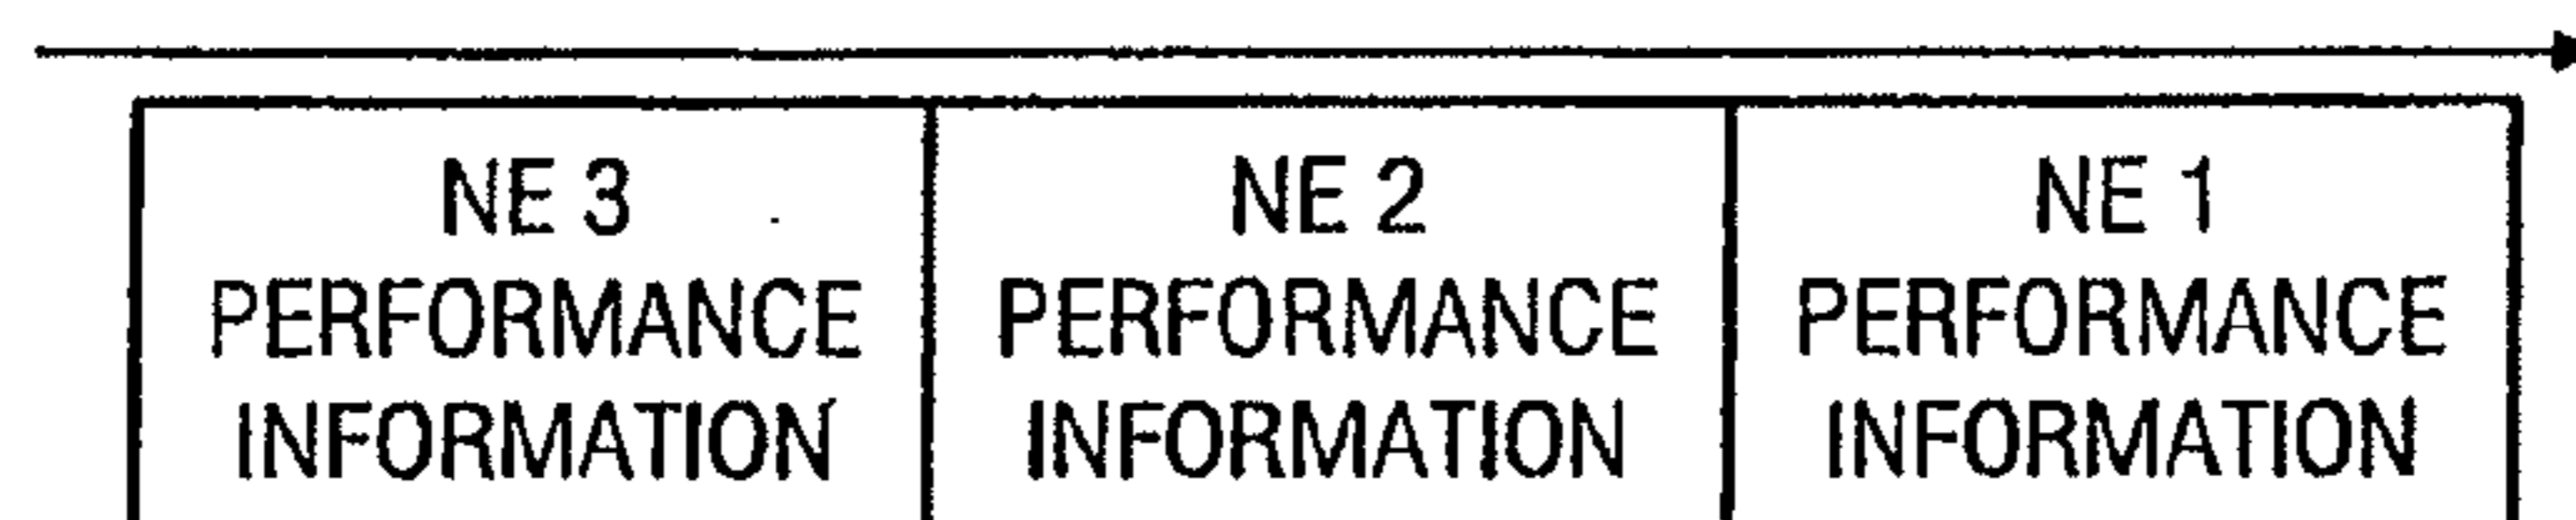 NE 3
PERFORMANCE
INFORMATION
NE 2
PERFORMANCE
INFORMATION
NE 1
PERFORMANCE
INFORMATION